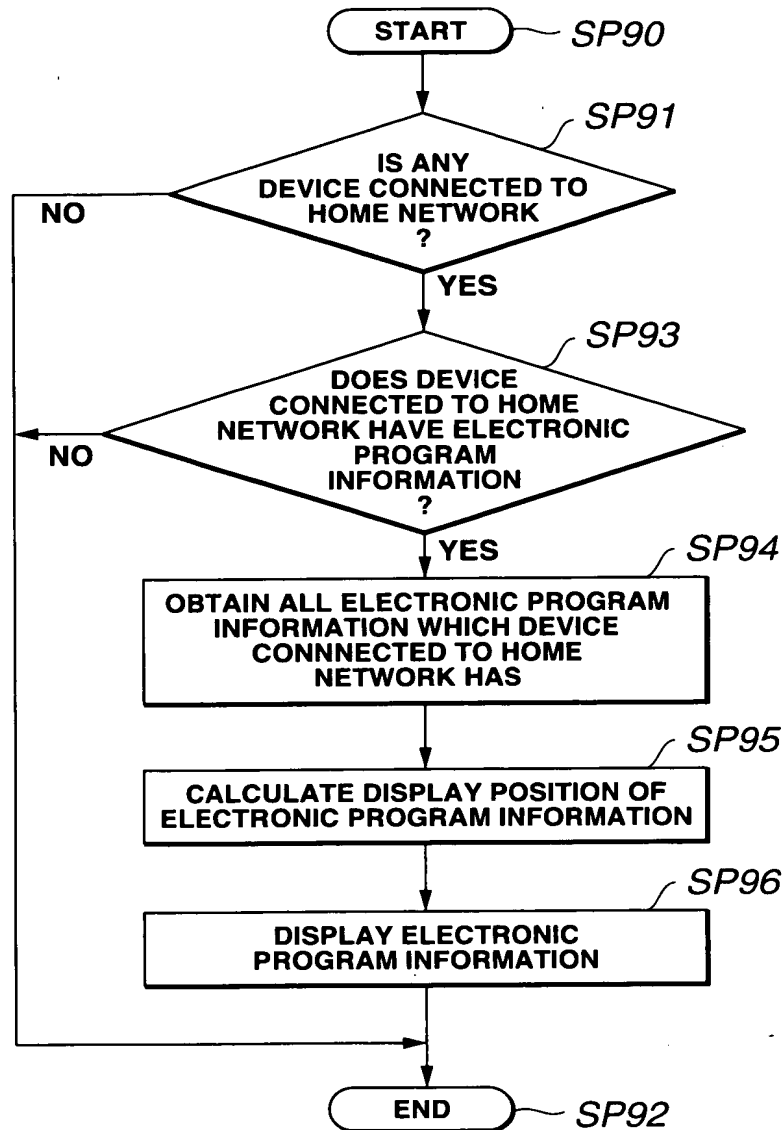 START
SP90
SP91
IS ANY
DEVICE CONNECTED TO
HOME NETWORK
?
NO
YES
SP93
DOES DEVICE
CONNECTED TO HOME
NETWORK HAVE ELECTRONIC
PROGRAM
INFORMATION
?
NO
YES
SP94
OBTAIN ALL ELECTRONIC PROGRAM
INFORMATION WHICH DEVICE
CONNNECTED TO HOME
NETWORK HAS
SP95
CALCULATE DISPLAY POSITION OF
ELECTRONIC PROGRAM INFORMATION
SP96
DISPLAY ELECTRONIC
PROGRAM INFORMATION
END
SP92